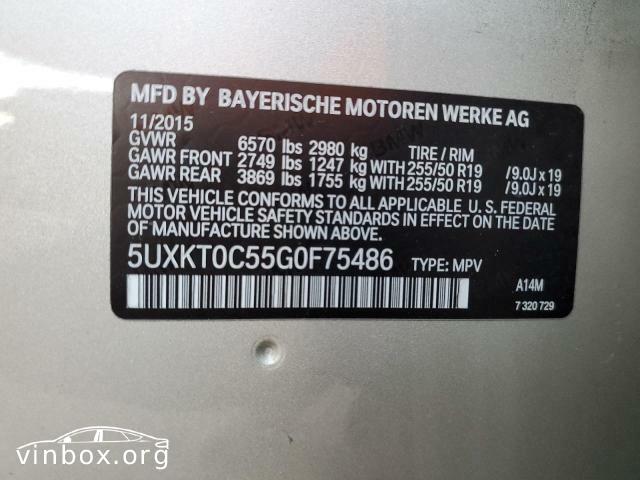 MFD BY BAYERISCHE MOTOREN WERKE AG
11/2015
GVWR 6570 lbs 2980 kg TIRE / RIM
GAWR FRONT 2749 lbs 1247 kg WITH 255/50 R19 /9.0J x 19
GAWR REAR 3869 lbs 1755 kg WITH 255/50 R19 /9.0J x 19
THIS VEHICLE CONFORMS TO ALL APPLICABLE U.S. FEDERAL
MOTOR VEHICLE SAFETY STANDARDS IN EFFECT ON THE DATE
OF MANUFACTURE SHOWN ABOVE.
5UXKT0C55G0F75486 TYPE: MPV
A14M
7 320 729
vinbox.org